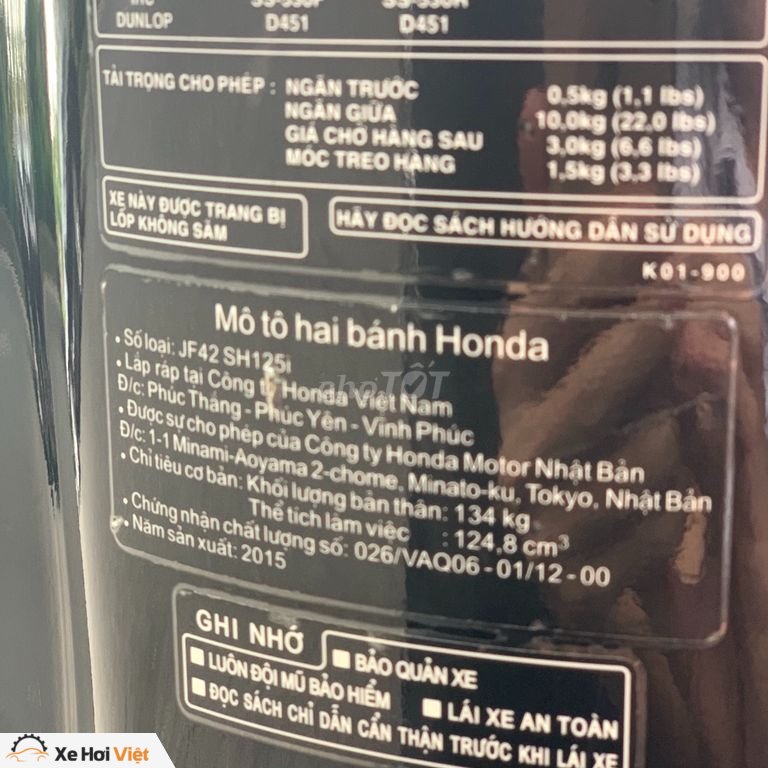 DUNLOP D451 D451
TẢI TRỌNG CHO PHÉP : NGĂN TRƯỚC 0,5kg (1,1 lbs)
NGĂN GIỮA 10,0kg (22,0 lbs)
GIÁ CHỞ HÀNG SAU 3,0kg (6,6 lbs)
MÓC TREO HÀNG 1,5kg (3,3 lbs)
XE NÀY ĐƯỢC TRANG BỊ
LỐP KHÔNG SĂM
HÃY ĐỌC SÁCH HƯỚNG DẪN SỬ DỤNG
K01-900
Mô tô hai bánh Honda
• Số loại: JF42 SH125i
• Lắp ráp tại Công ty Honda Việt Nam
Đ/c: Phúc Thắng - Phúc Yên - Vĩnh Phúc
• Được sự cho phép của Công ty Honda Motor Nhật Bản
Đ/c: 1-1 Minami-Aoyama 2-chome, Minato-ku, Tokyo, Nhật Bản
• Chỉ tiêu cơ bản: Khối lượng bản thân: 134 kg
Thể tích làm việc : 124,8 cm³
• Chứng nhận chất lượng số: 026/VAQ06 - 01/12 - 00
• Năm sản xuất: 2015
chợTỐT
GHI NHỚ
BẢO QUẢN XE
LUÔN ĐỘI MŨ BẢO HIỂM
LÁI XE AN TOÀN
ĐỌC SÁCH CHỈ DẪN CẨN THẬN TRƯỚC KHI LÁI XE
Xe Hơi Việt